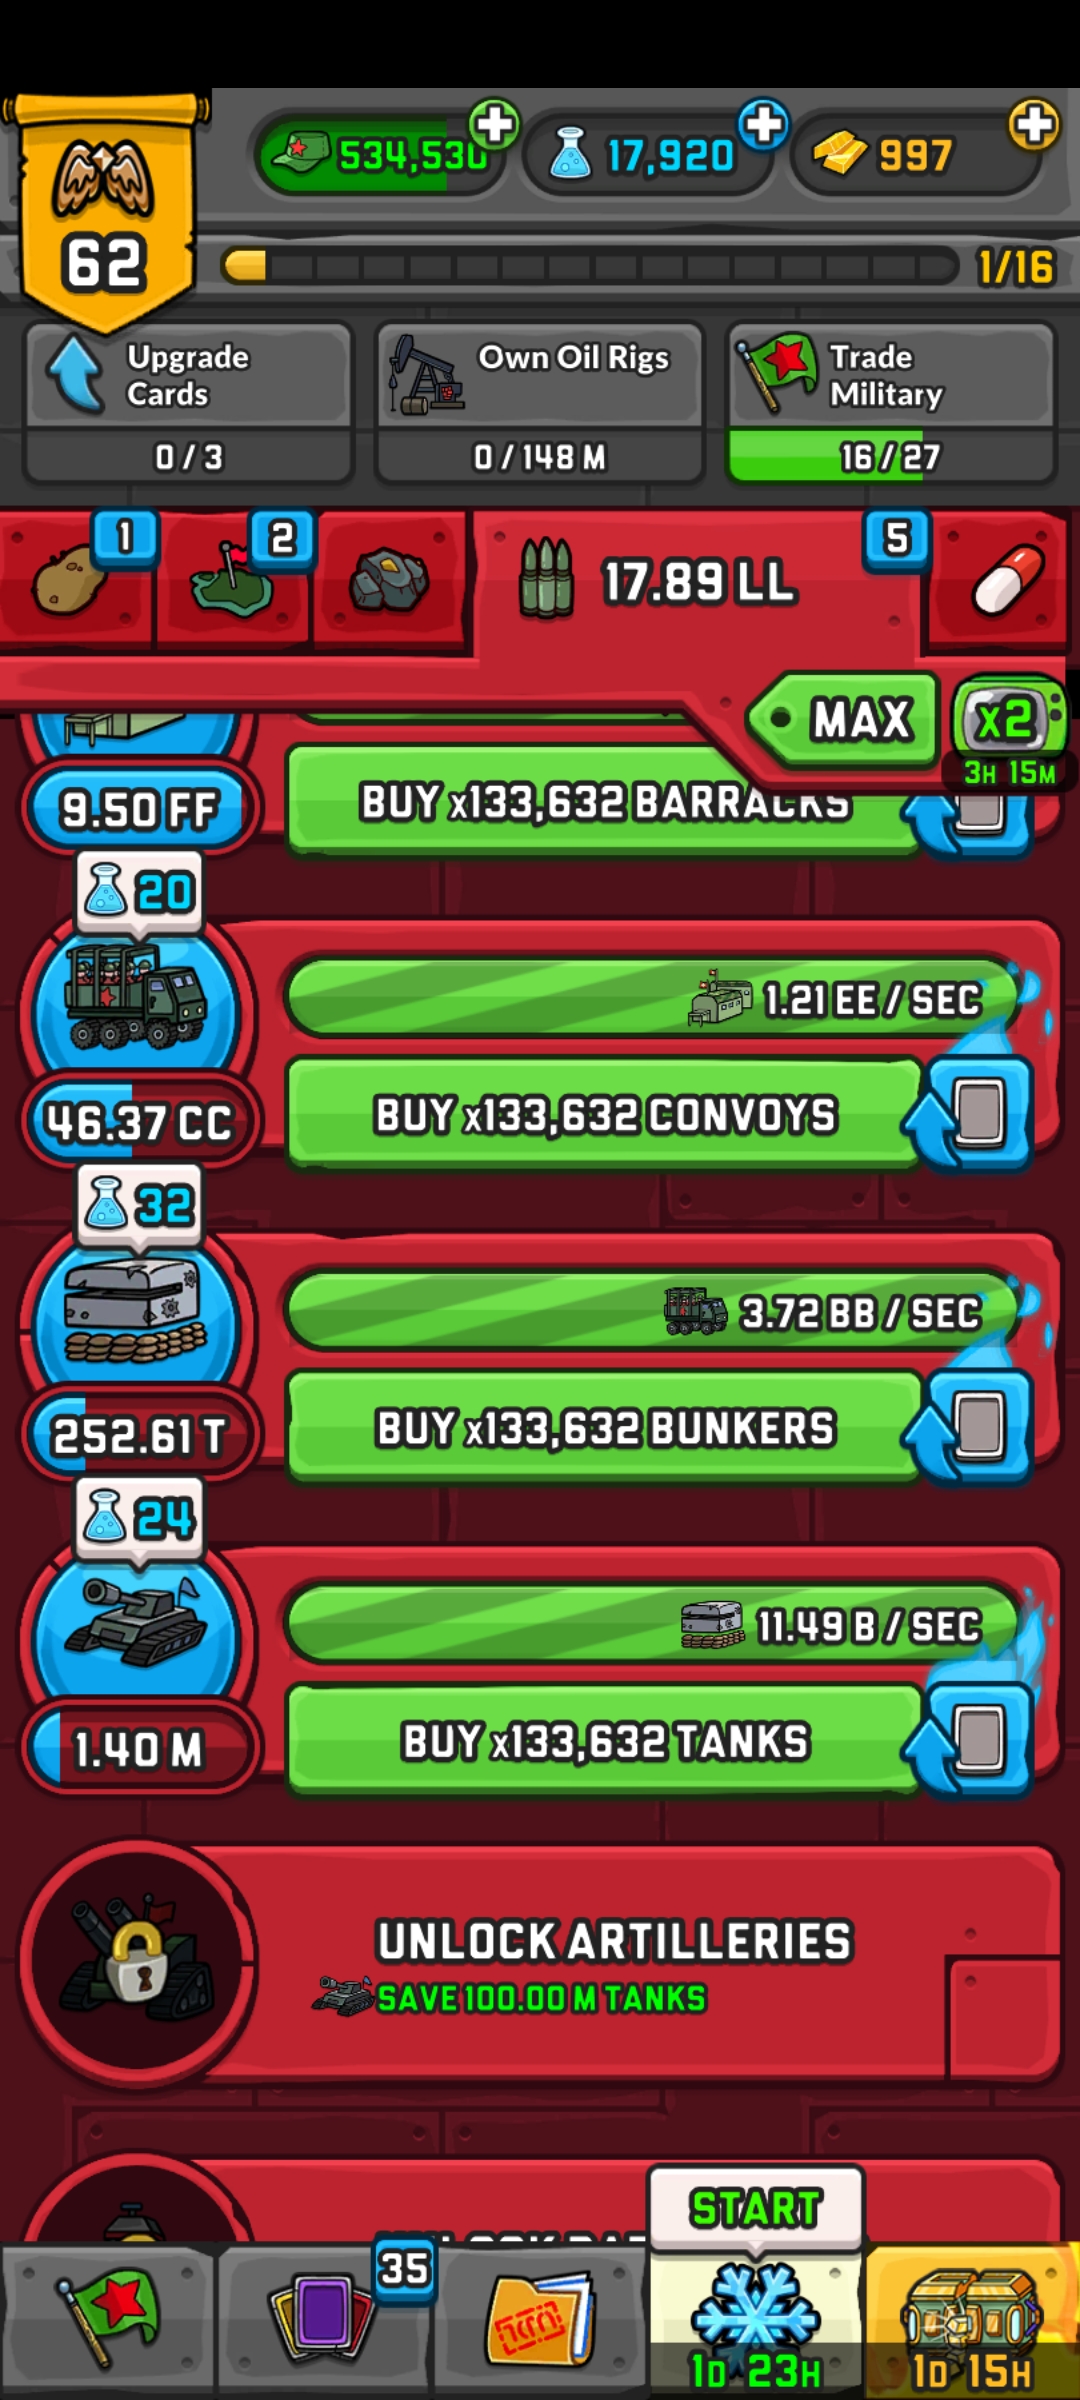 534,530
17,920
997
62
1/16
Upgrade
Cards
0 / 3
Own Oil Rigs
0 / 148 M
Trade
Military
16 / 27
1
2
17.89 LL
5
MAX
x2
3H 15M
9.50 FF
BUY x133,632 BARRACKS
20
1.21 EE / SEC
46.37 CC
BUY x133,632 CONVOYS
32
3.72 BB / SEC
252.61 T
BUY x133,632 BUNKERS
24
11.49 B / SEC
1.40 M
BUY x133,632 TANKS
UNLOCK ARTILLERIES
SAVE 100.00 M TANKS
START
35
1D 23H
1D 15H